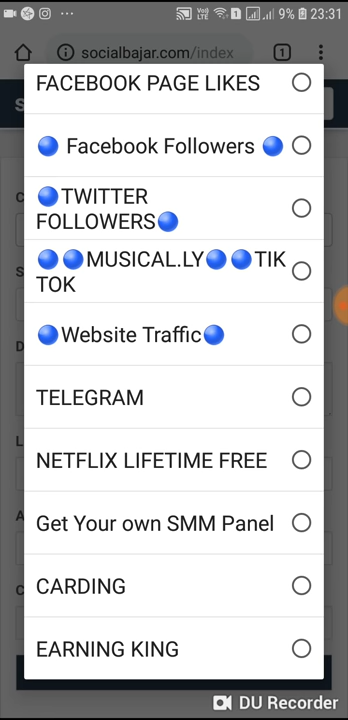 9% 23:31
socialbajar.com/index
1
FACEBOOK PAGE LIKES
Facebook Followers
TWITTER
FOLLOWERS
MUSICAL.LY TIK
TOK
Website Traffic
TELEGRAM
NETFLIX LIFETIME FREE
Get Your own SMM Panel
CARDING
EARNING KING
DU Recorder